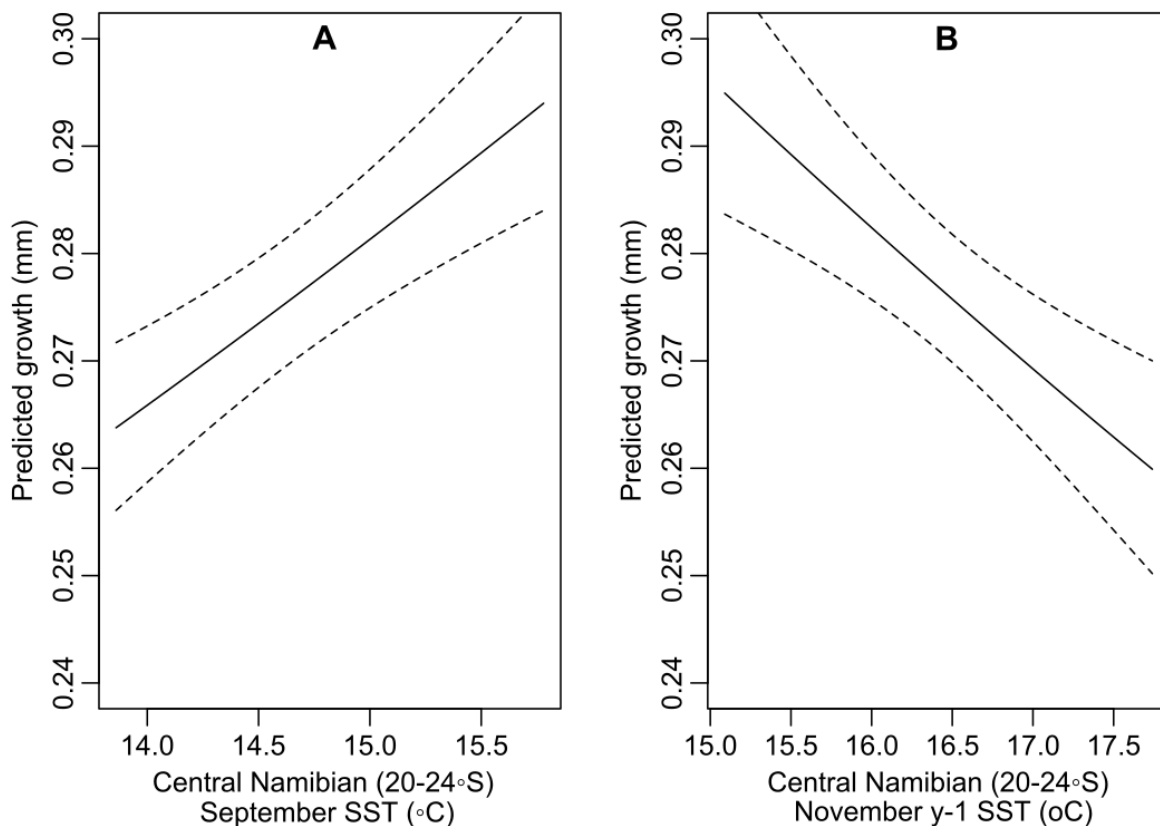 A
0.30
0.29
0.28
0.27
0.26
0.25
0.24
Predicted growth (mm)
14.0 14.5 15.0 15.5
Central Namibian (20-24°S)
September SST (°C)
B
0.30
0.29
0.28
0.27
0.26
0.25
0.24
Predicted growth (mm)
15.0 15.5 16.0 16.5 17.0 17.5
Central Namibian (20-24°S)
November y-1 SST (oC)